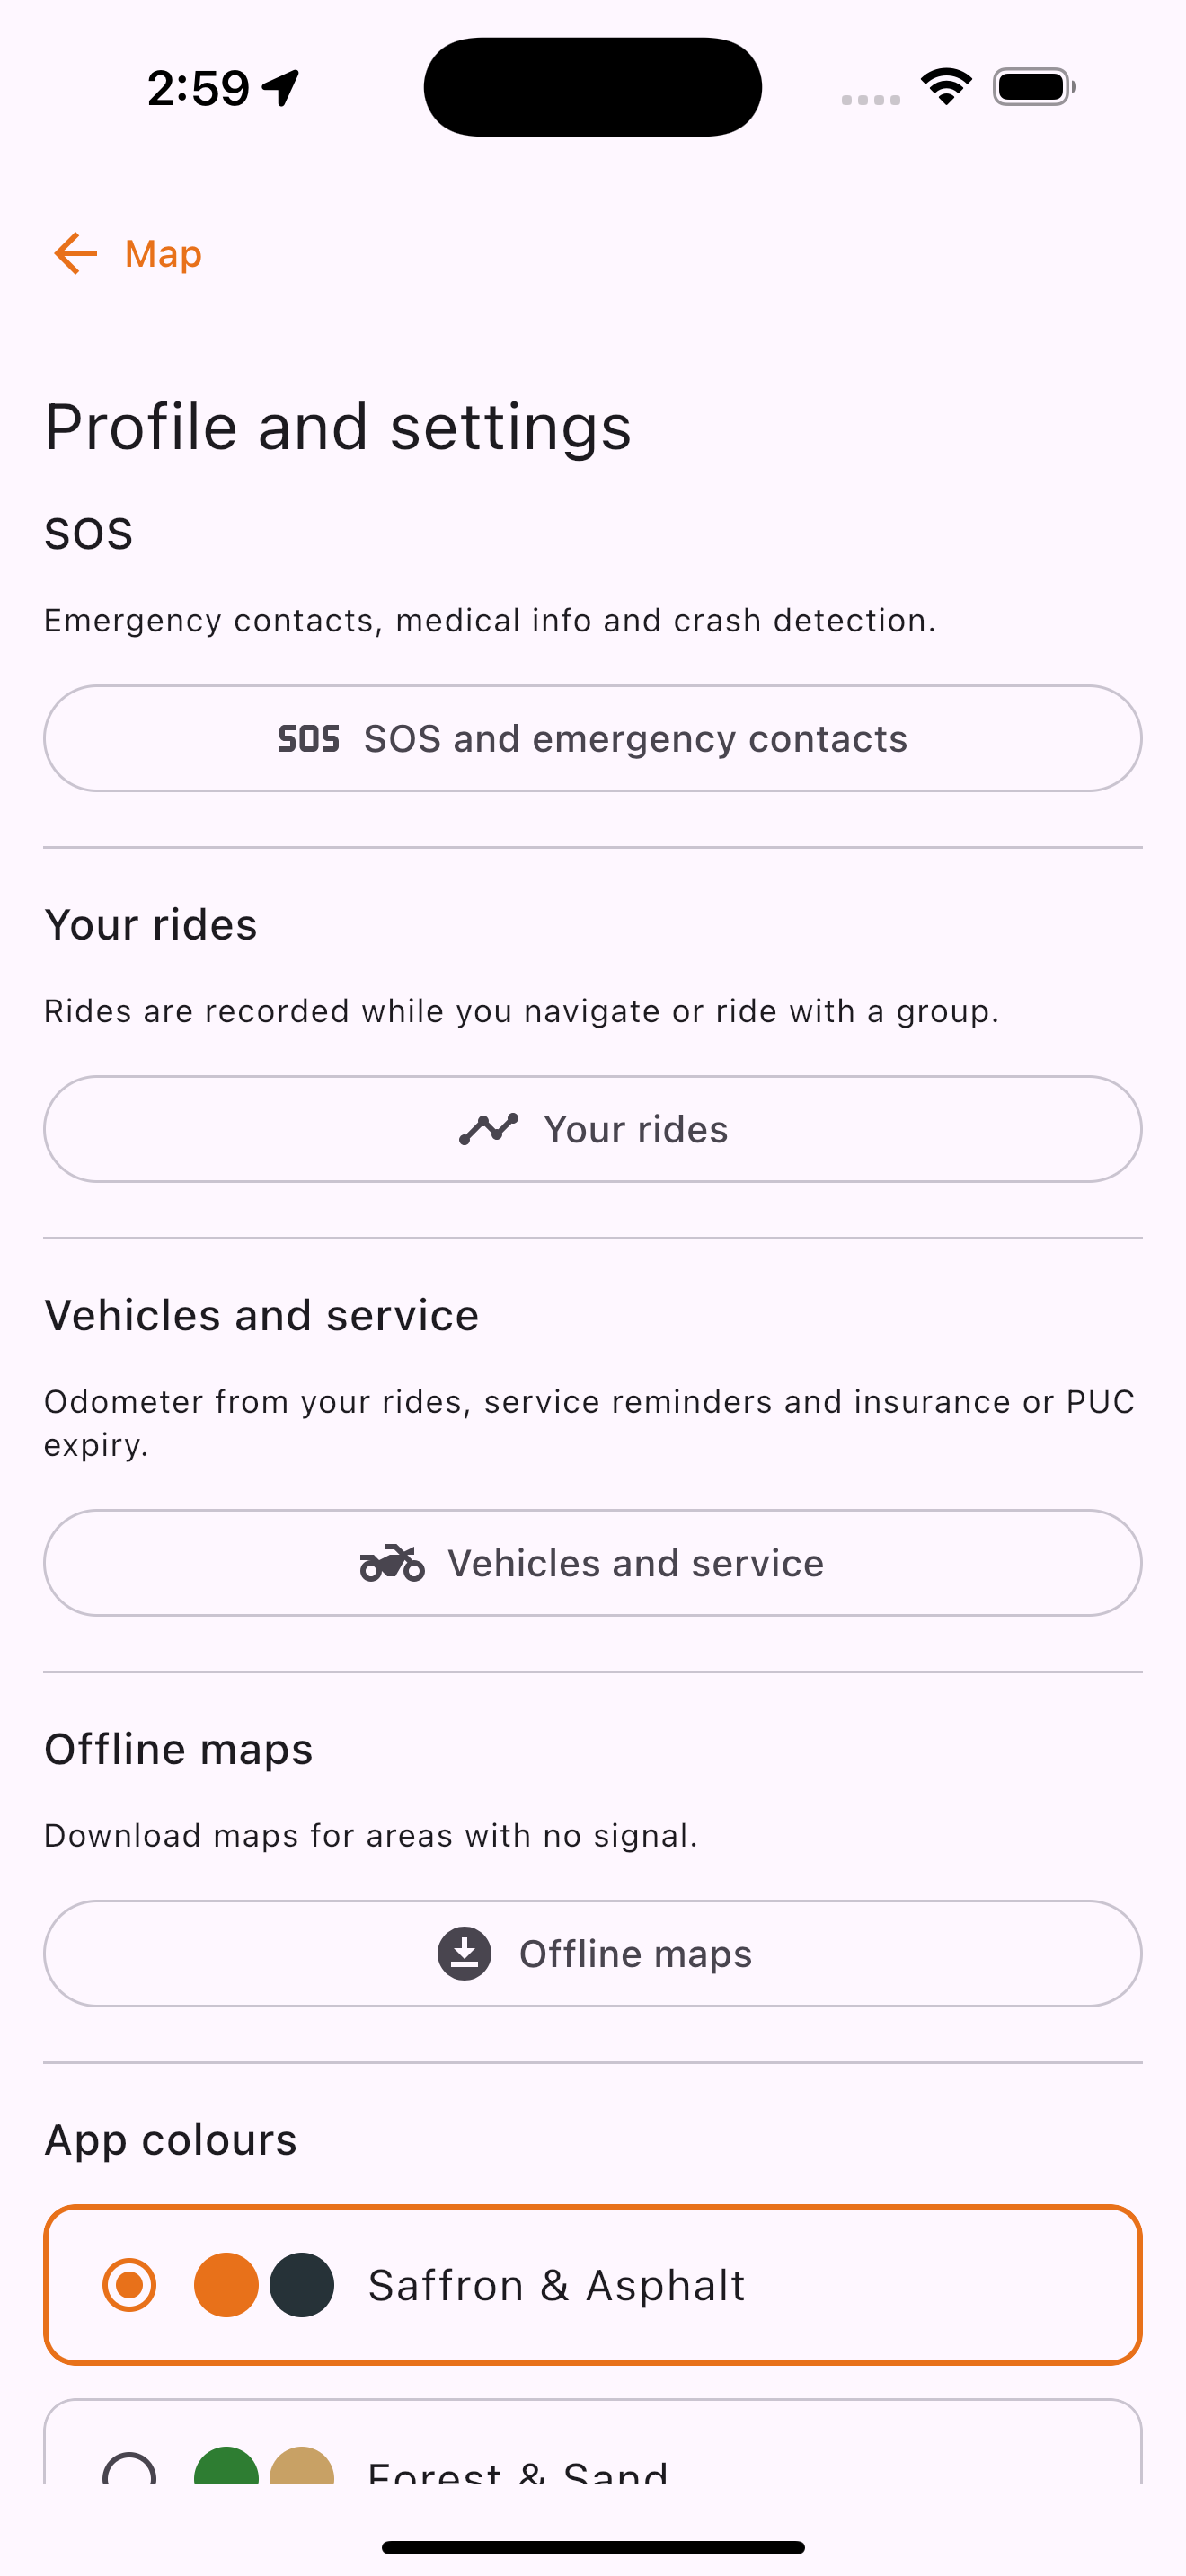 2:59
Map
Profile and settings
sos
Emergency contacts, medical info and crash detection.
SOS SOS and emergency contacts
Your rides
Rides are recorded while you navigate or ride with a group.
Your rides
Vehicles and service
Odometer from your rides, service reminders and insurance or PUC
expiry.
Vehicles and service
Offline maps
Download maps for areas with no signal.
Offline maps
App colours
Saffron & Asphalt
Forest & Sand